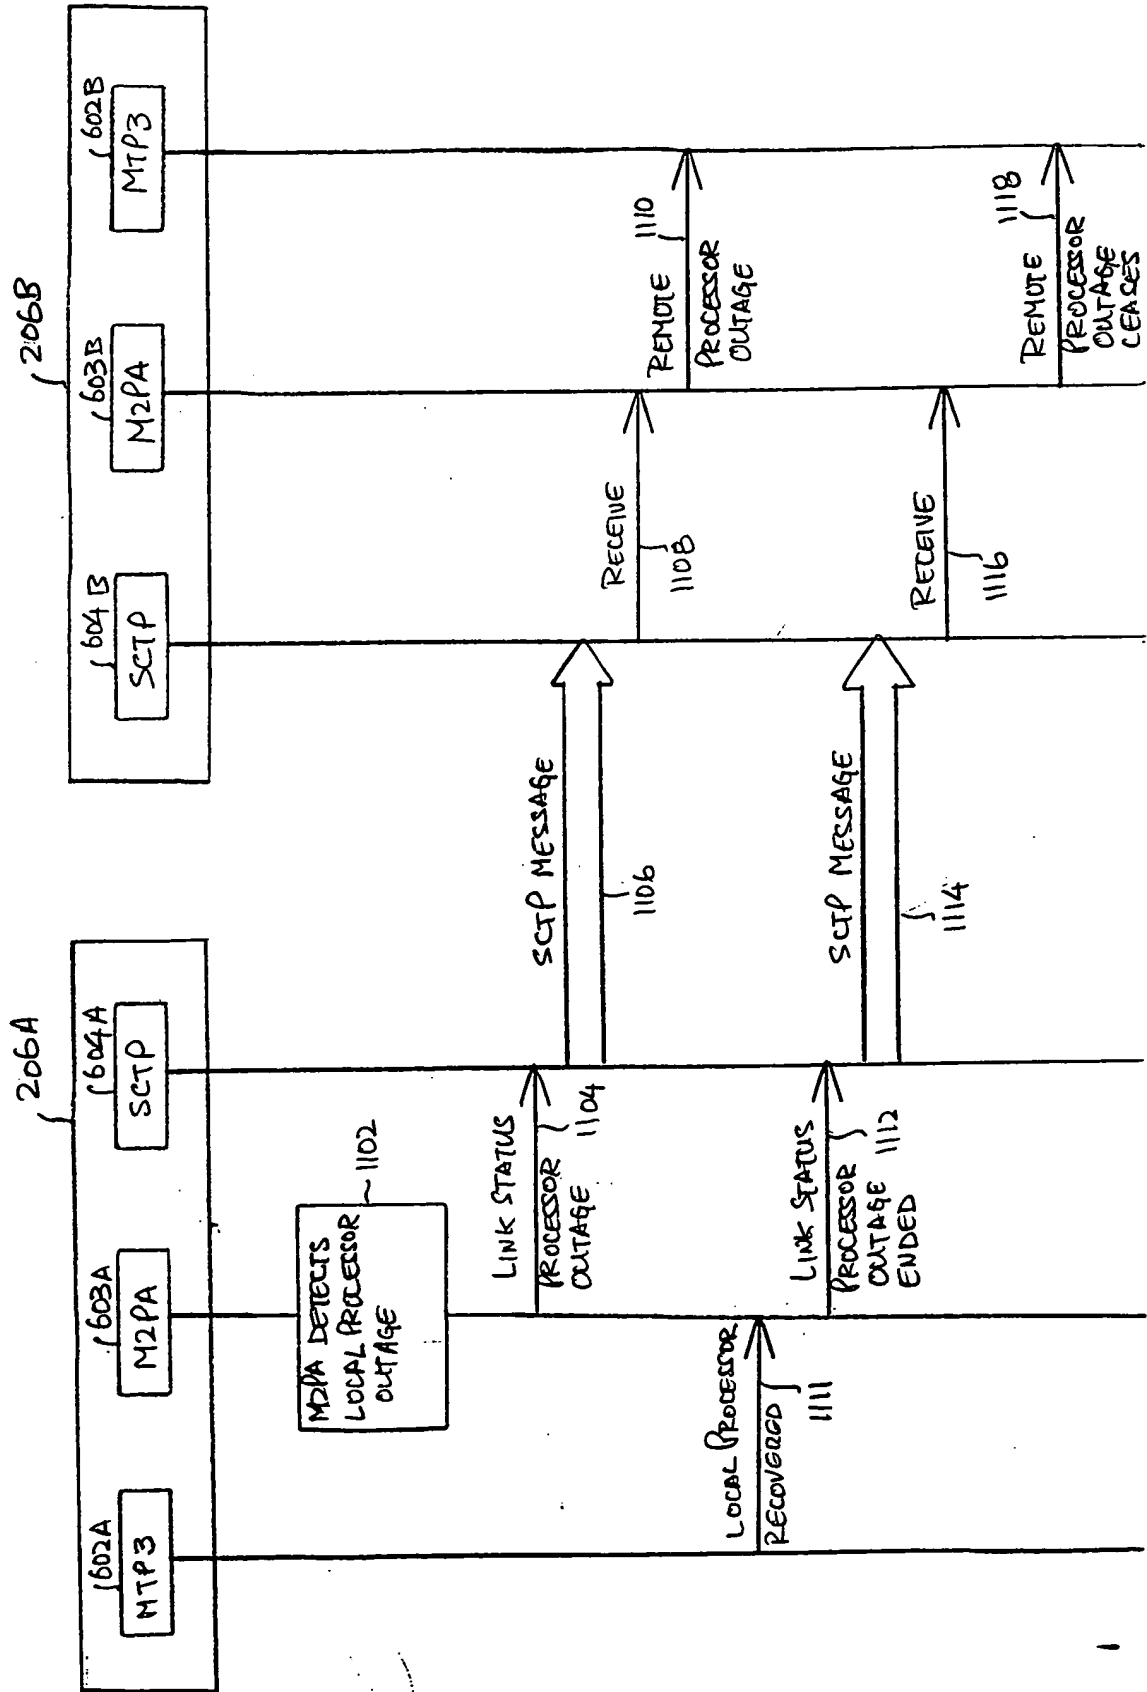 206A
206B
602A
603A
604A
604B
603B
602B
MTP3
M2PA
SCTP
SCTP
M2PA
MTP3
M2PA DETECTS
LOCAL PROCESSOR
OUTAGE
1102
LINK STATUS
PROCESSOR
OUTAGE
1104
SCTP MESSAGE
1106
RECEIVE
1108
REMOTE
PROCESSOR
OUTAGE
1110
LOCAL PROCESSOR
RECOVERED
1111
LINK STATUS
PROCESSOR
OUTAGE
ENDED
1112
SCTP MESSAGE
1114
RECEIVE
1116
REMOTE
PROCESSOR
OUTAGE
CEASES
1118